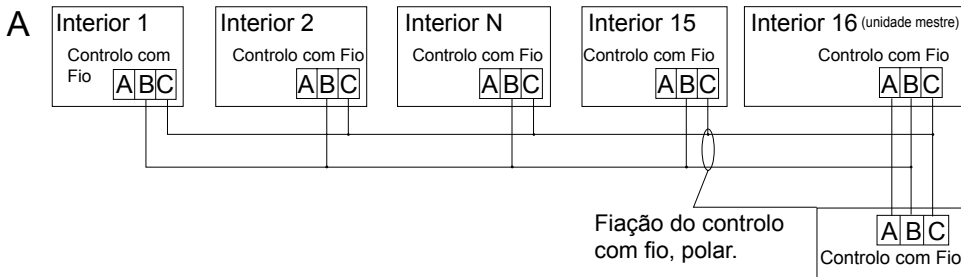 A
Interior 1
Controlo com
Fio
A B C
Interior 2
Controlo com Fio
A B C
Interior N
Controlo com Fio
A B C
Interior 15
Controlo com Fio
A B C
Interior 16 (unidade mestre)
Controlo com Fio
A B C
Fiação do controlo
com fio, polar.
A B C
Controlo com Fio